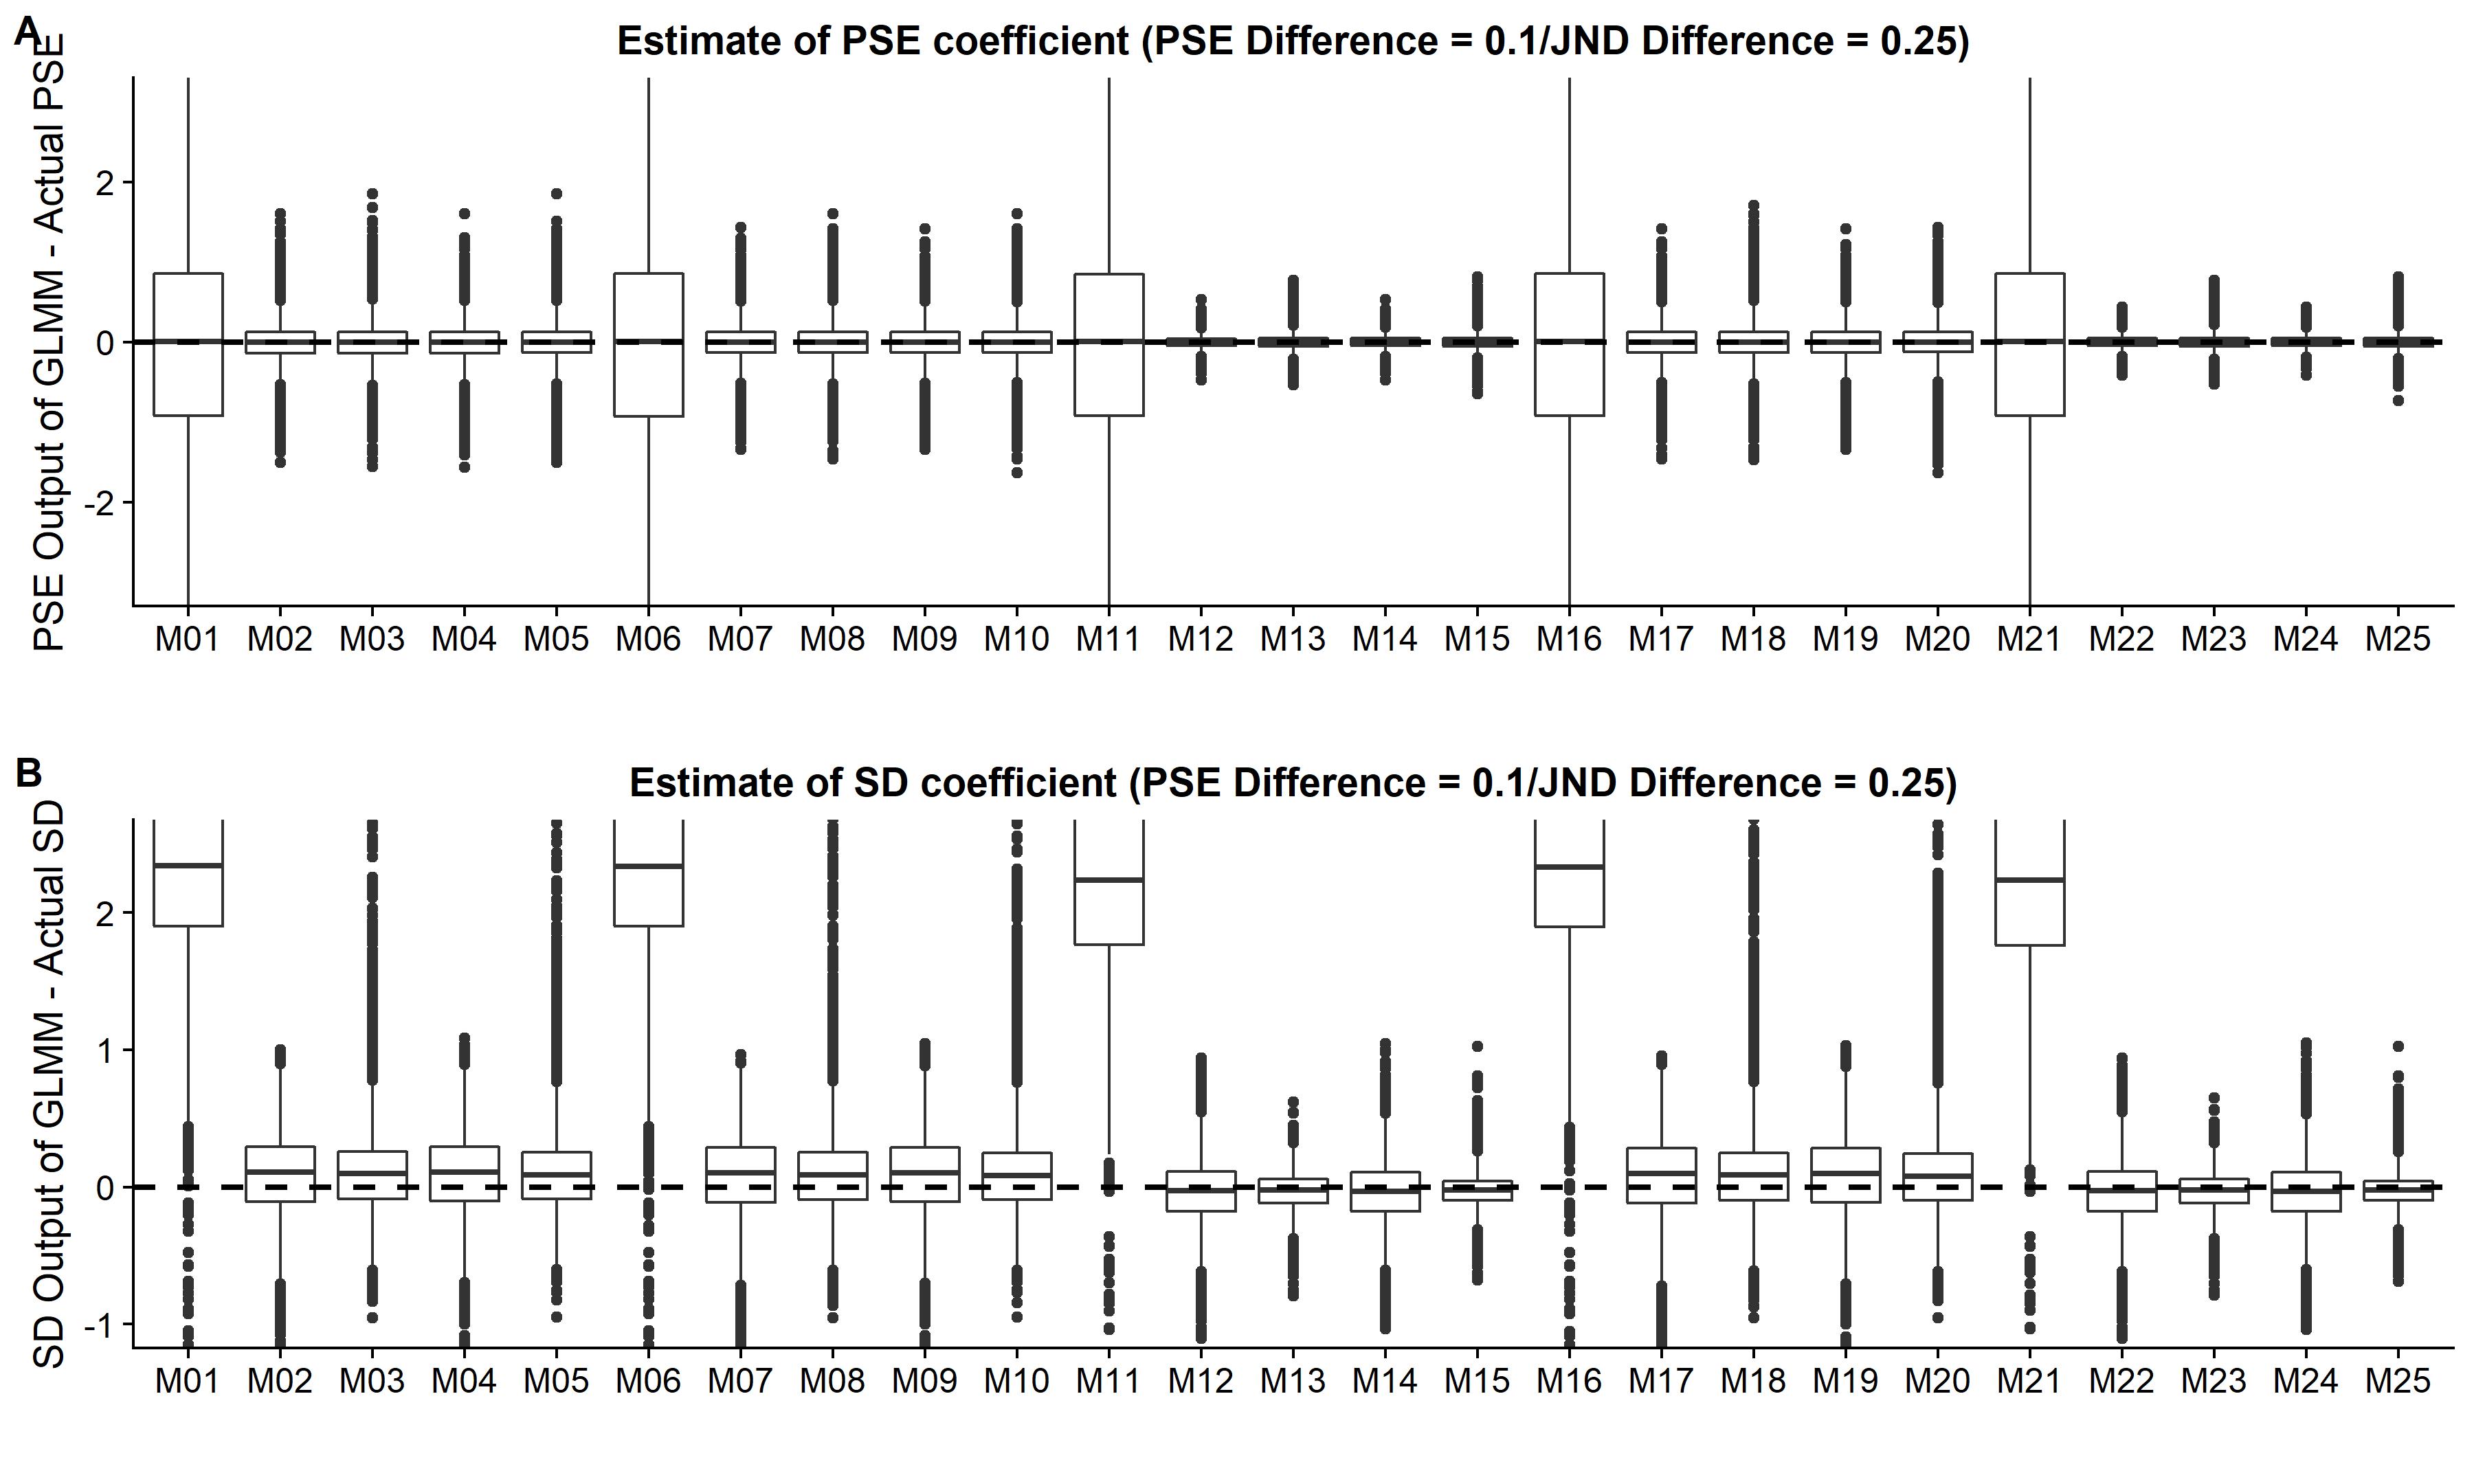 A
Estimate of PSE coefficient (PSE Difference = 0.1/JND Difference = 0.25)
PSE Output of GLMM - Actual PSE
2
0
-2
M01 M02 M03 M04 M05 M06 M07 M08 M09 M10 M11 M12 M13 M14 M15 M16 M17 M18 M19 M20 M21 M22 M23 M24 M25
B
Estimate of SD coefficient (PSE Difference = 0.1/JND Difference = 0.25)
SD Output of GLMM - Actual SD
2
1
0
-1
M01 M02 M03 M04 M05 M06 M07 M08 M09 M10 M11 M12 M13 M14 M15 M16 M17 M18 M19 M20 M21 M22 M23 M24 M25